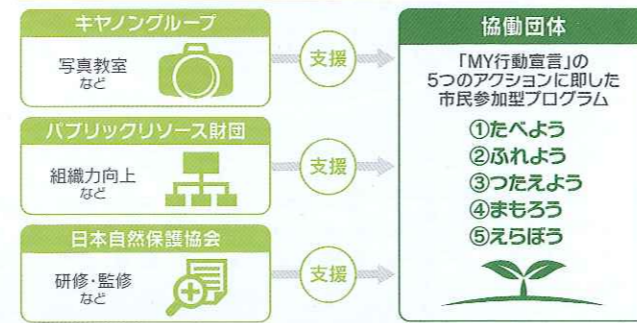 キヤノングループ
写真教室
など
支援
パブリックリソース財団
組織力向上
など
支援
日本自然保護協会
研修・監修
など
支援
協働団体
「MY行動宣言」の
5つのアクションに即した
市民参加型プログラム
①たべよう
②ふれよう
③つたえよう
④まもろう
⑤えらぼう